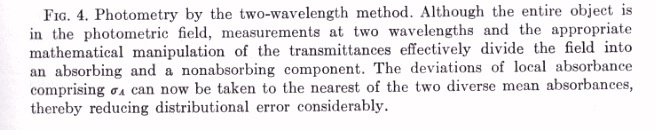 FIG. 4. Photometry by the two-wavelength method. Although the entire object is
in the photometric field, measurements at two wavelengths and the appropriate
mathematical manipulation of the transmittances effectively divide the field into
an absorbing and a nonabsorbing component. The deviations of local absorbance
comprising σA can now be taken to the nearest of the two diverse mean absorbances,
thereby reducing distributional error considerably.